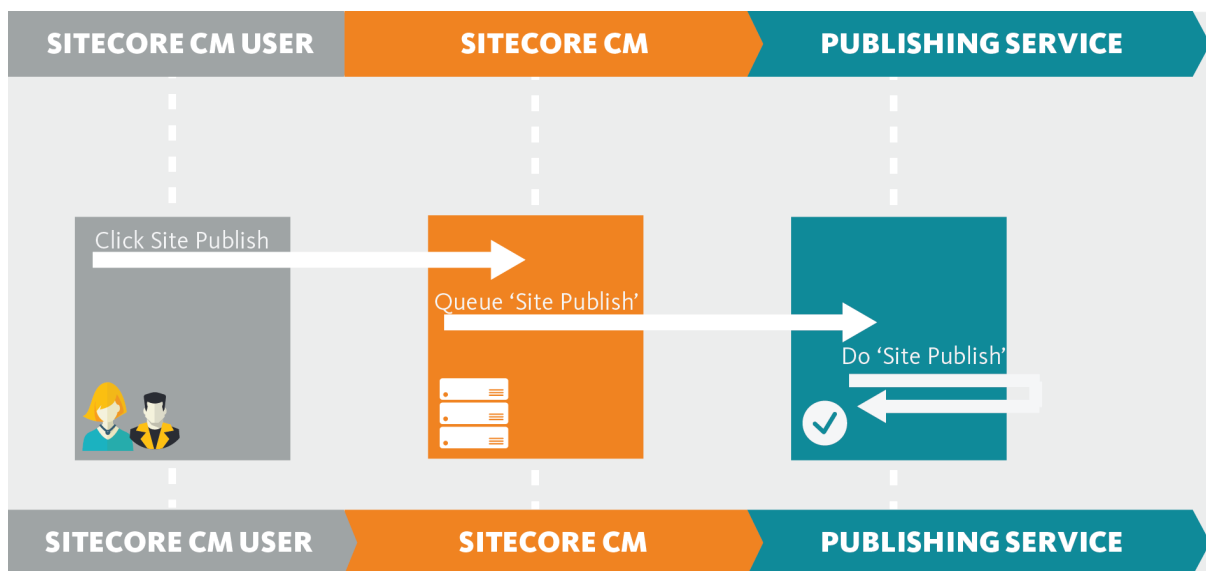 SITECORE CM USER
SITECORE CM
PUBLISHING SERVICE
Click Site Publish
Queue ‘Site Publish’
Do ‘Site Publish’
SITECORE CM USER
SITECORE CM
PUBLISHING SERVICE